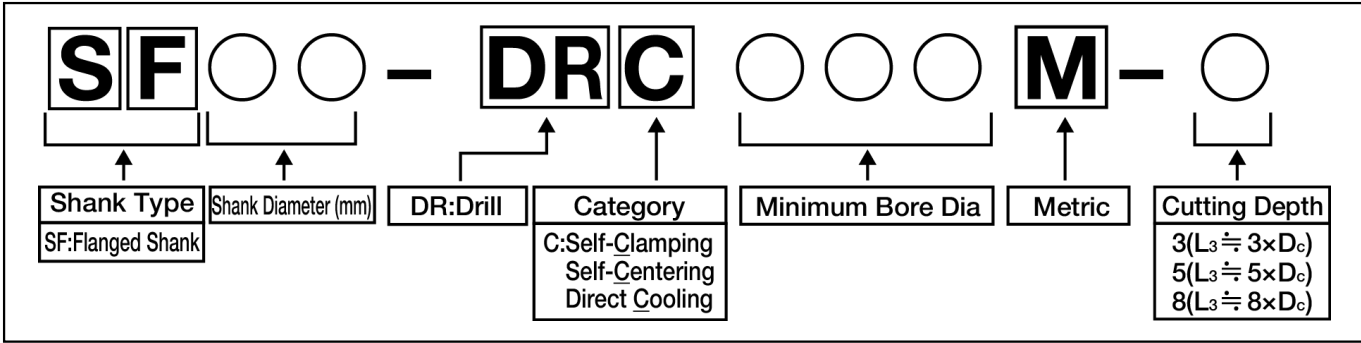 SF○○-DRC○○○M-○
Shank Type
SF:Flanged Shank
Shank Diameter (mm)
DR:Drill
Category
C:Self-Clamping
Self-Centering
Direct Cooling
Minimum Bore Dia
Metric
Cutting Depth
3(L₃≒3×Dc)
5(L₃≒5×Dc)
8(L₃≒8×Dc)